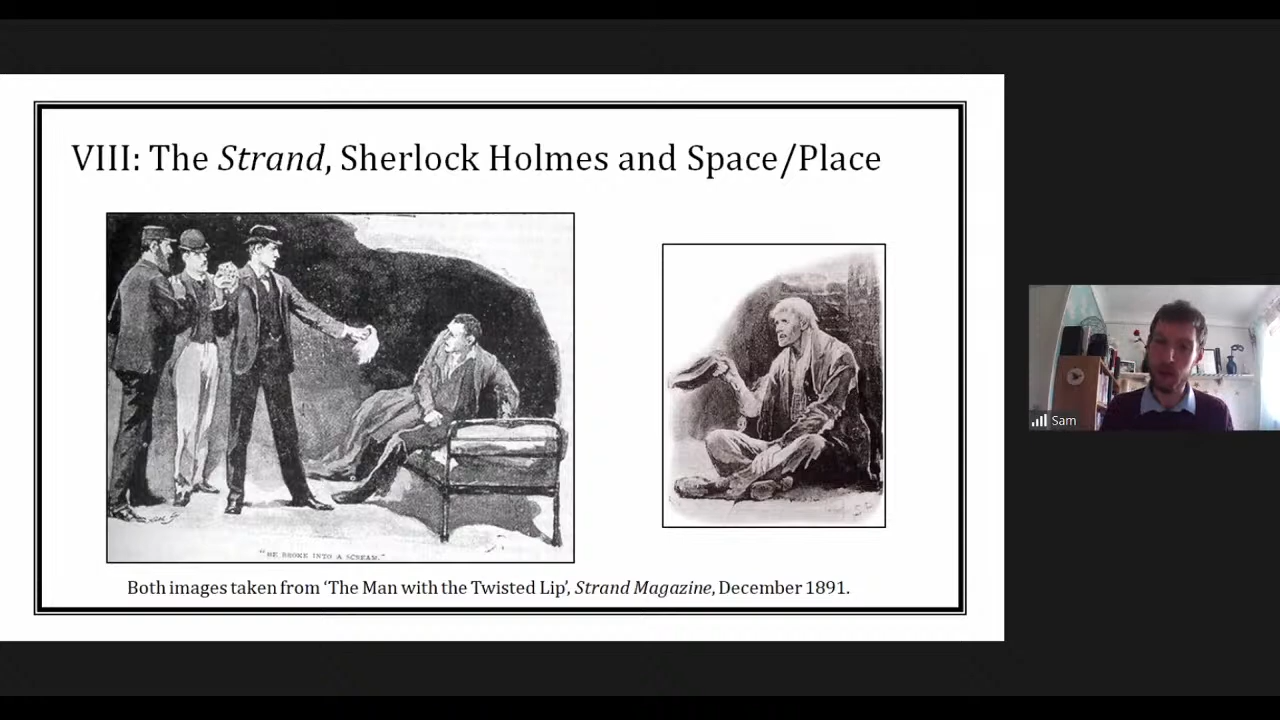 VIII: The Strand, Sherlock Holmes and Space/Place
"HE BROKE INTO A SCREAM."
Both images taken from ‘The Man with the Twisted Lip’, Strand Magazine, December 1891.
Sam